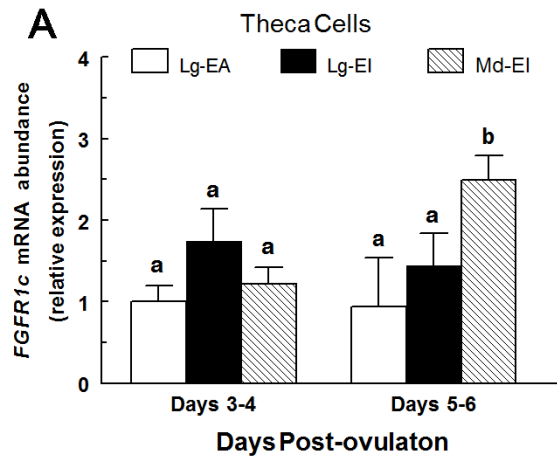 A
Theca Cells
Lg-EA Lg-EI Md-EI
FGFR1c mRNA abundance
(relative expression)
4
3
2
1
0
a a a a a b
Days 3-4 Days 5-6
Days Post-ovulaton